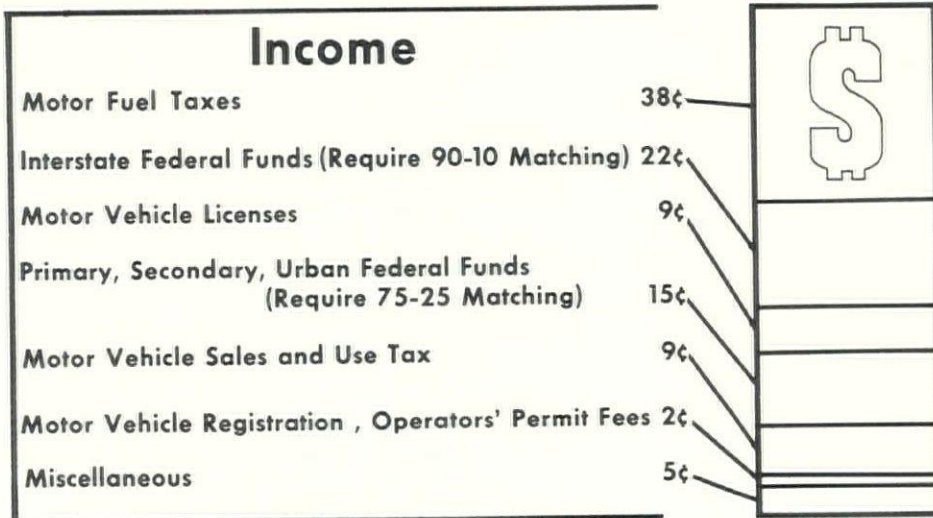 Income
$
Motor Fuel Taxes 38¢
Interstate Federal Funds (Require 90-10 Matching) 22¢
Motor Vehicle Licenses 9¢
Primary, Secondary, Urban Federal Funds
(Require 75-25 Matching) 15¢
Motor Vehicle Sales and Use Tax 9¢
Motor Vehicle Registration , Operators' Permit Fees 2¢
Miscellaneous 5¢